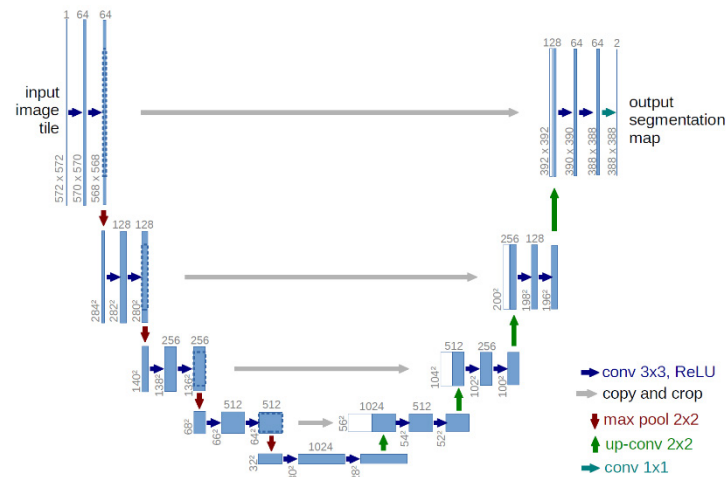 1 64 64
128 64 64 2
input
image
tile
output
segmentation
map
572 x 572
570 x 570
568 x 568
392 x 392
390 x 390
388 x 388
388 x 388
128 128
256 128
284²
282²
280²
200²
198²
196²
256 256
512 256
140²
138²
136²
104²
102²
100²
512 512
1024 512
68²
66²
64²
56²
54²
52²
1024
32²
30²
28²
conv 3x3, ReLU
copy and crop
max pool 2x2
up-conv 2x2
conv 1x1